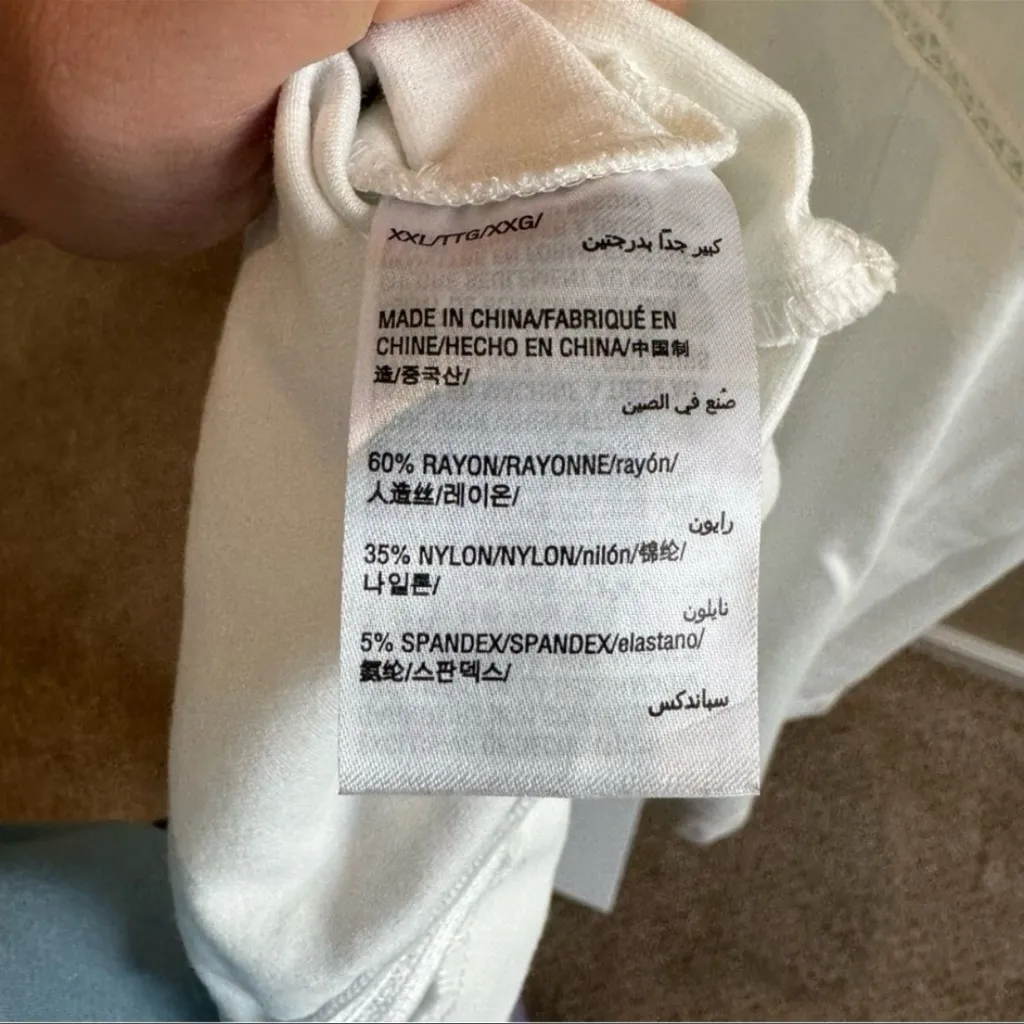 XXL/TTG/XXG/
كبير جدًا بدرجتين
MADE IN CHINA/FABRIQUÉ EN
CHINE/HECHO EN CHINA/中国制
造/중국산/
صُنع في الصين
60% RAYON/RAYONNE/rayón/
人造丝/레이온/
رايون
35% NYLON/NYLON/nilón/锦纶/
나일론/
نايلون
5% SPANDEX/SPANDEX/elastano/
氨纶/스판덱스/
سباندكس